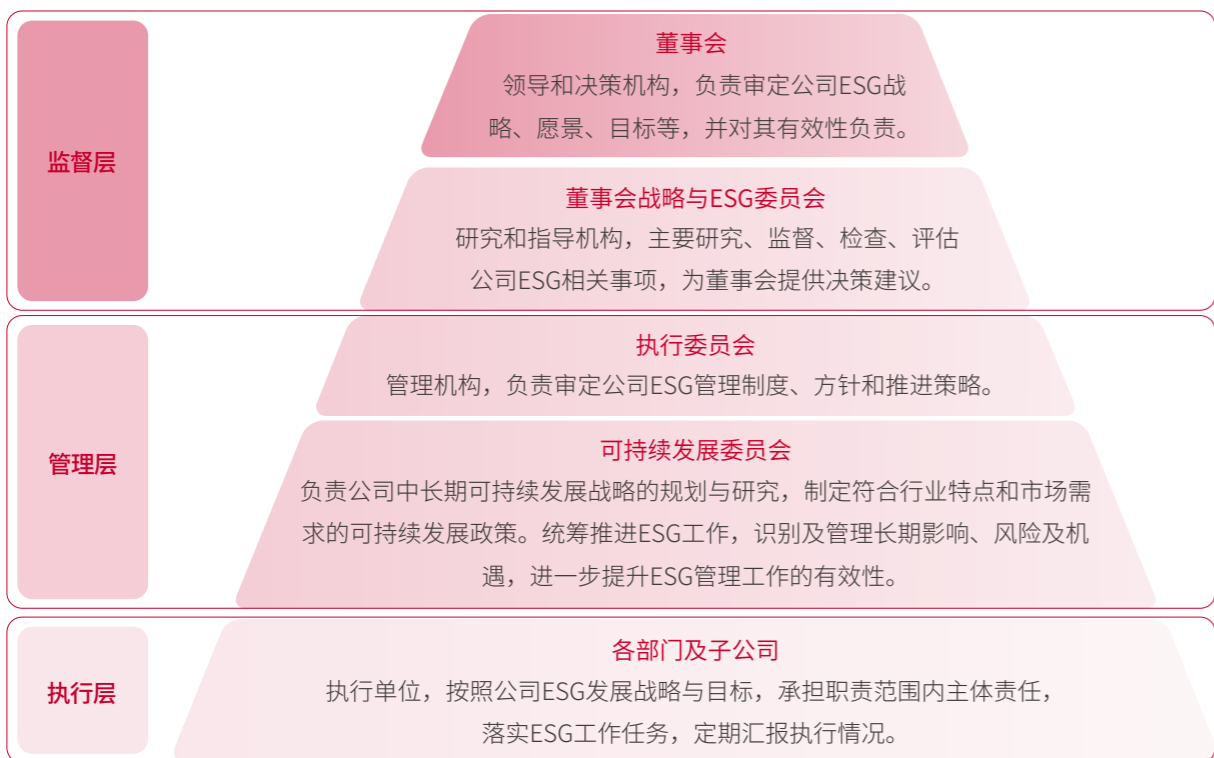 监督层
董事会
领导和决策机构，负责审定公司ESG战
略、愿景、目标等，并对其有效性负责。
董事会战略与ESG委员会
研究和指导机构，主要研究、监督、检查、评估
公司ESG相关事项，为董事会提供决策建议。
管理层
执行委员会
管理机构，负责审定公司ESG管理制度、方针和推进策略。
可持续发展委员会
负责公司中长期可持续发展战略的规划与研究，制定符合行业特点和市场需
求的可持续发展政策。统筹推进ESG工作，识别及管理长期影响、风险及机
遇，进一步提升ESG管理工作的有效性。
执行层
各部门及子公司
执行单位，按照公司ESG发展战略与目标，承担职责范围内主体责任，
落实ESG工作任务，定期汇报执行情况。